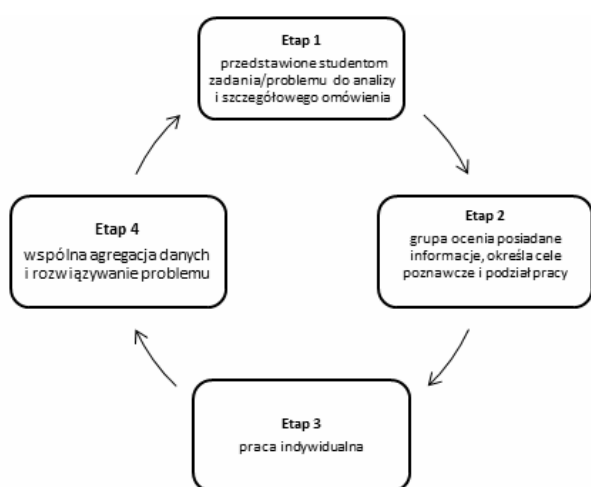 Etap 1
przedstawione studentom
zadania/problemu do analizy
i szczegółowego omówienia
Etap 2
grupa ocenia posiadane
informacje, określa cele
poznawcze i podział pracy
Etap 3
praca indywidualna
Etap 4
wspólna agregacja danych
i rozwiązywanie problemu